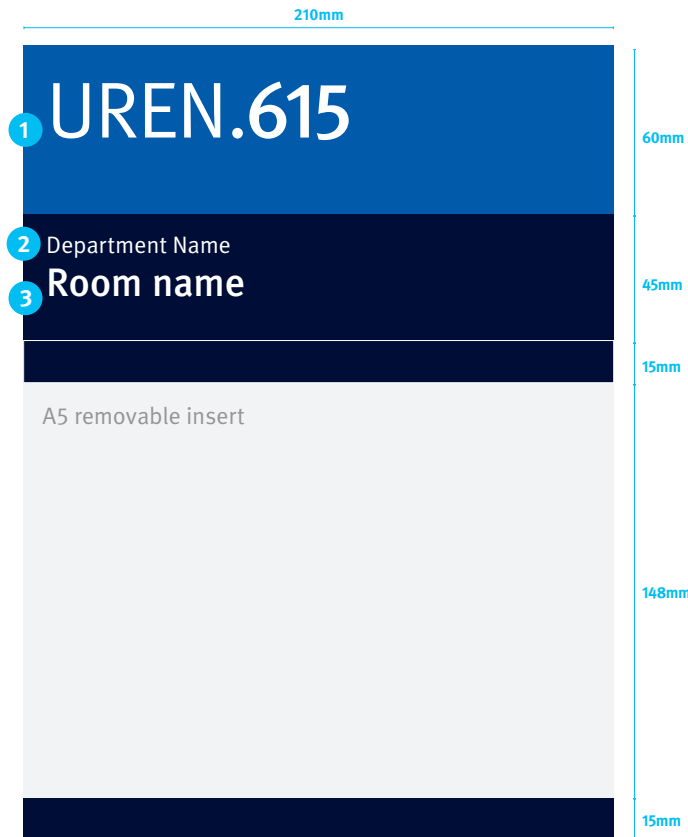 210mm
1
UREN.615
60mm
2
Department Name
3
Room name
45mm
15mm
A5 removable insert
148mm
15mm